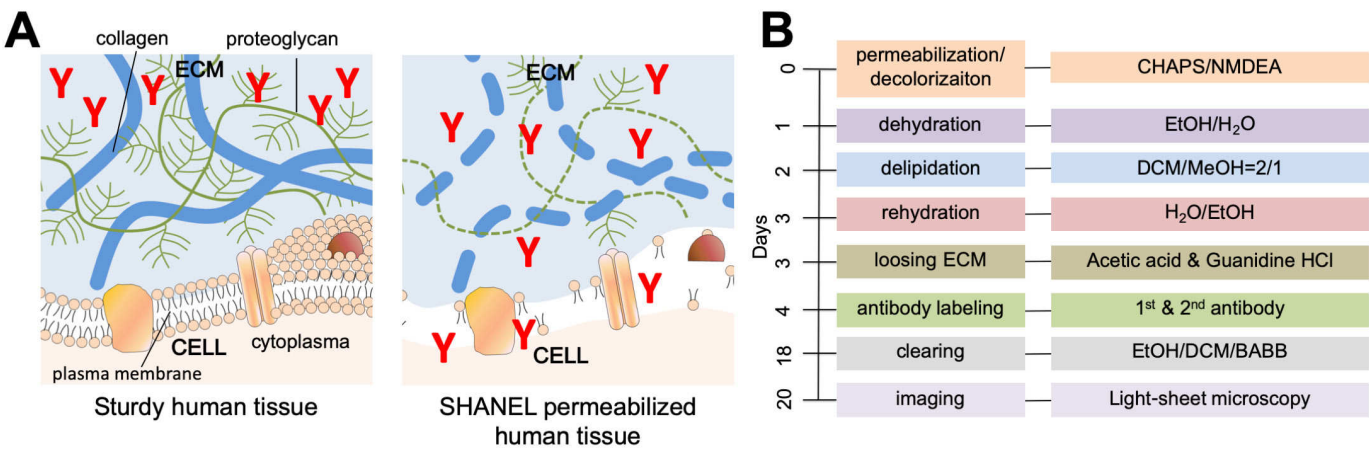 A
collagen
proteoglycan
ECM
Y Y Y Y Y Y
CELL
cytoplasma
plasma membrane
Sturdy human tissue
ECM
Y Y Y Y Y Y Y Y
CELL
SHANEL permeabilized
human tissue
B
Days
0
permeabilization/
decolorizaiton
CHAPS/NMDEA
1
dehydration
EtOH/H₂O
2
delipidation
DCM/MeOH=2/1
3
rehydration
H₂O/EtOH
3
loosing ECM
Acetic acid & Guanidine HCl
4
antibody labeling
1st & 2nd antibody
18
clearing
EtOH/DCM/BABB
20
imaging
Light-sheet microscopy